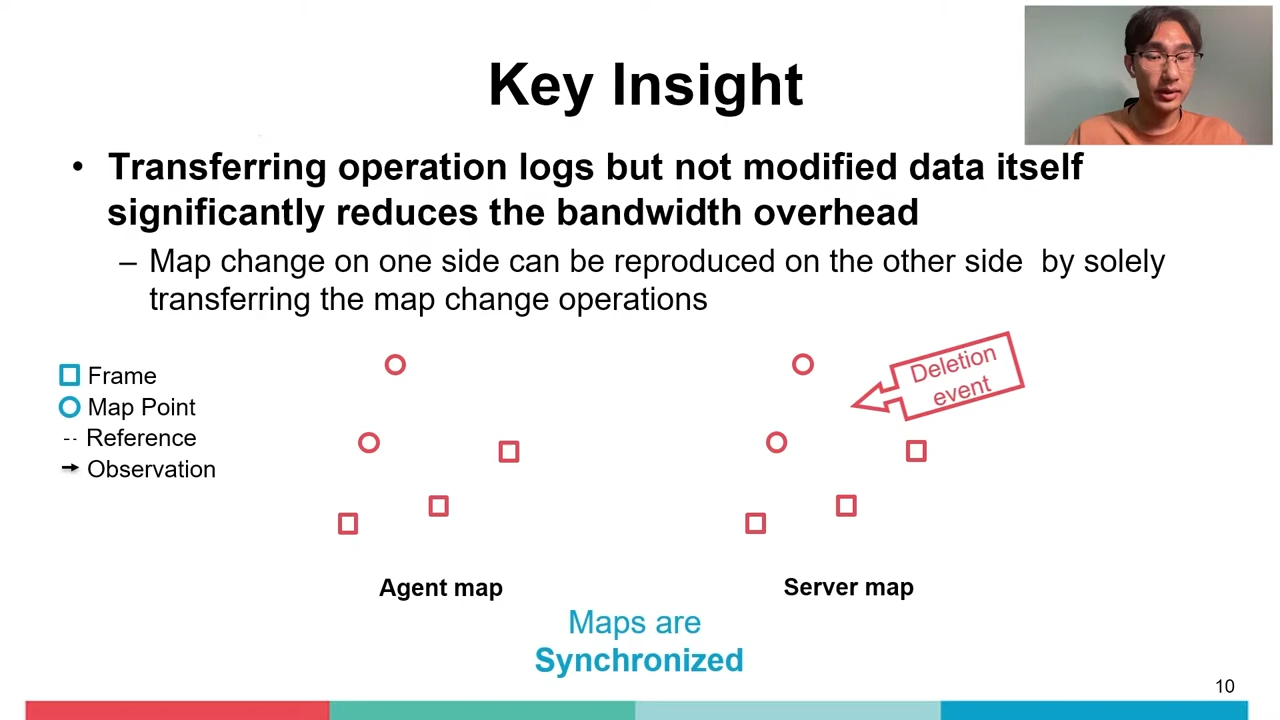 Key Insight
• Transferring operation logs but not modified data itself
significantly reduces the bandwidth overhead
– Map change on one side can be reproduced on the other side by solely
transferring the map change operations
Deletion
event
Frame
Map Point
Reference
Observation
Agent map
Server map
Maps are
Synchronized
10